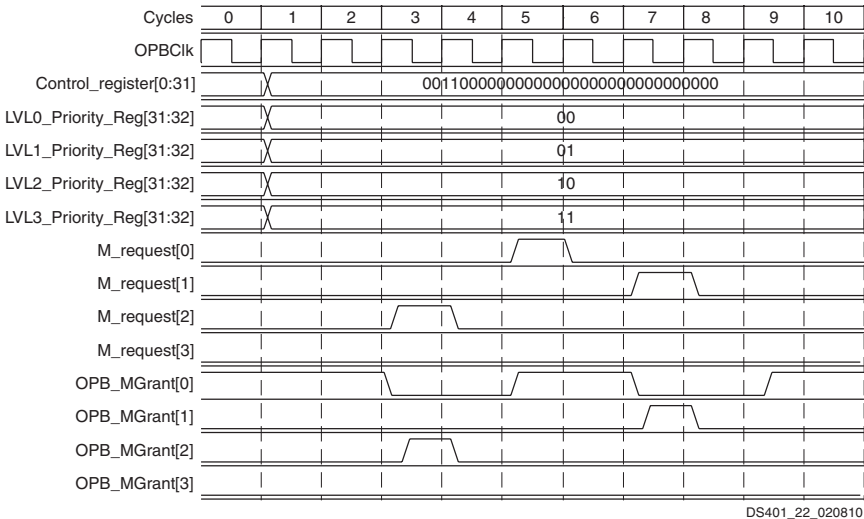 Cycles 0 1 2 3 4 5 6 7 8 9 10
OPBClk
Control_register[0:31] 00110000000000000000000000000000
LVL0_Priority_Reg[31:32] 00
LVL1_Priority_Reg[31:32] 01
LVL2_Priority_Reg[31:32] 10
LVL3_Priority_Reg[31:32] 11
M_request[0]
M_request[1]
M_request[2]
M_request[3]
OPB_MGrant[0]
OPB_MGrant[1]
OPB_MGrant[2]
OPB_MGrant[3]
DS401_22_020810